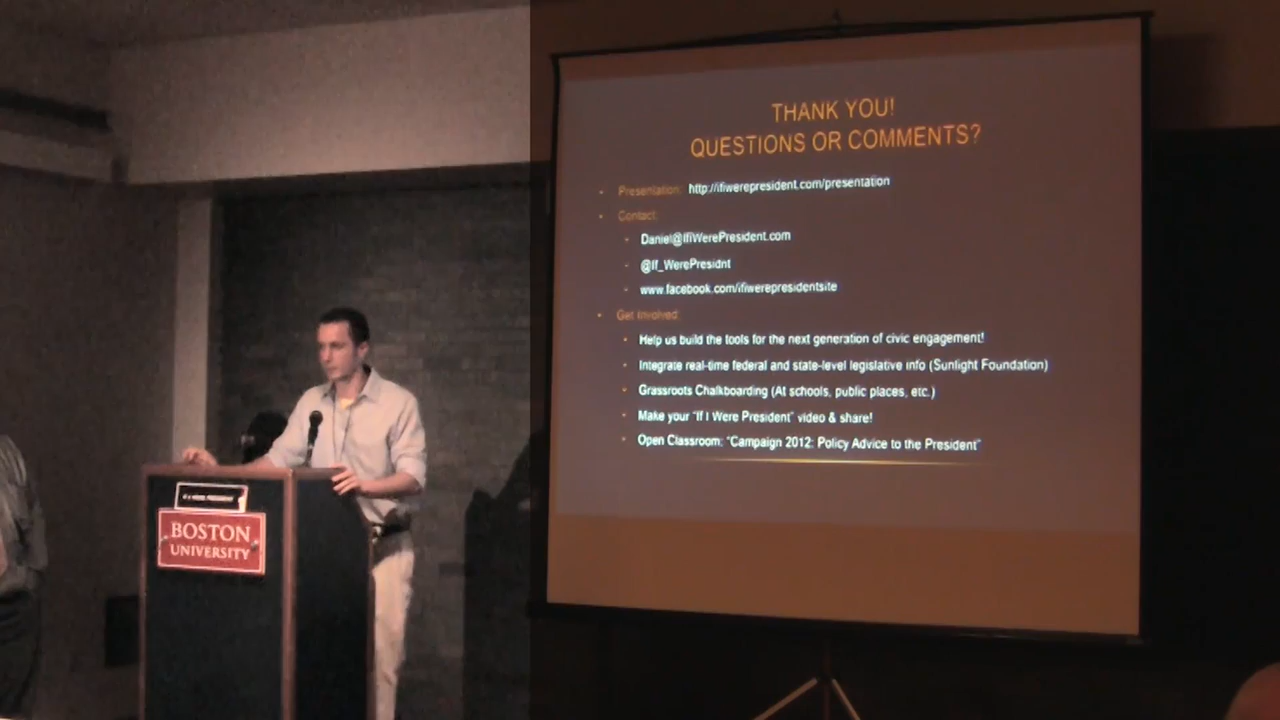 THANK YOU!
QUESTIONS OR COMMENTS?
Presentation: http://ifiwerepresident.com/presentation
Contact:
Daniel@IfIWerePresident.com
@If_WerePresidnt
www.facebook.com/ifiwerepresidentsite
Get Involved:
Help us build the tools for the next generation of civic engagement!
Integrate real-time federal and state-level legislative info (Sunlight Foundation)
Grassroots Chalkboarding (At schools, public places, etc.)
Make your "If I Were President" video & share!
Open Classroom: "Campaign 2012: Policy Advice to the President"
IF I WERE PRESIDENT
BOSTON
UNIVERSITY